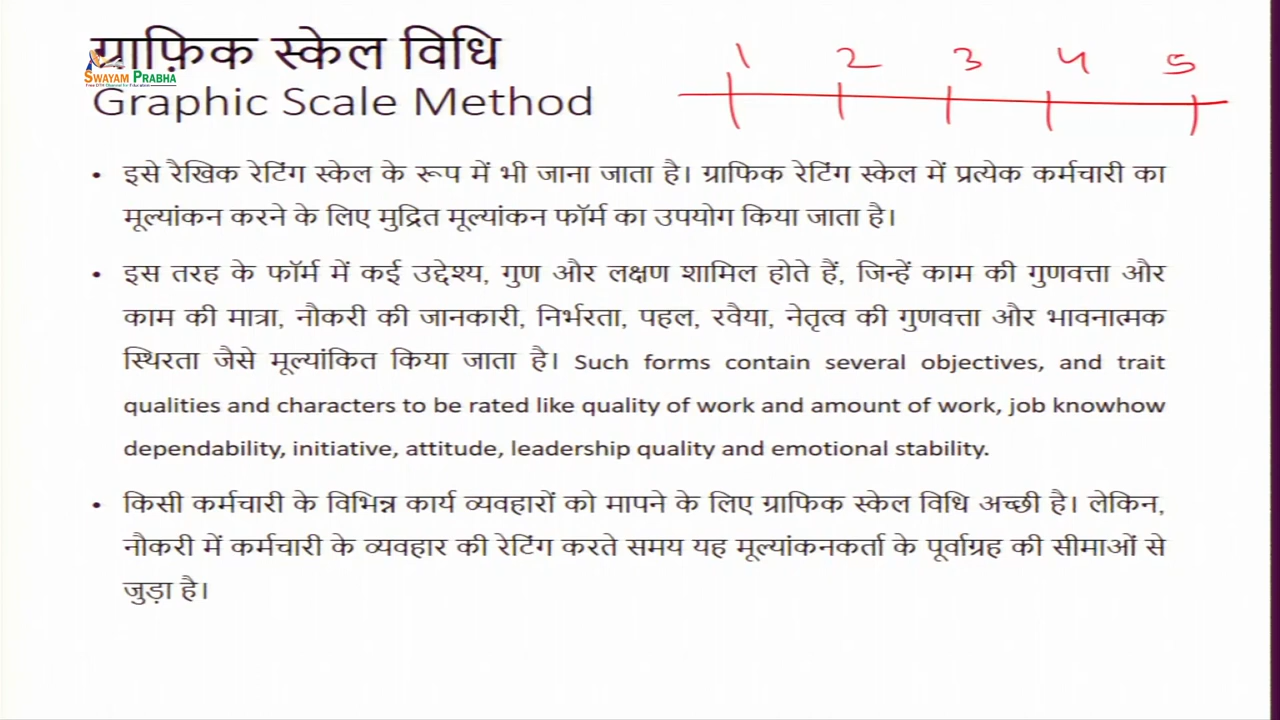 ग्राफ़िक स्केल विधि
SWAYAM PRABHA
Graphic Scale Method
1 2 3 4 5
• इसे रैखिक रेटिंग स्केल के रूप में भी जाना जाता है। ग्राफिक रेटिंग स्केल में प्रत्येक कर्मचारी का
मूल्यांकन करने के लिए मुद्रित मूल्यांकन फॉर्म का उपयोग किया जाता है।
• इस तरह के फॉर्म में कई उद्देश्य, गुण और लक्षण शामिल होते हैं, जिन्हें काम की गुणवत्ता और
काम की मात्रा, नौकरी की जानकारी, निर्भरता, पहल, रवैया, नेतृत्व की गुणवत्ता और भावनात्मक
स्थिरता जैसे मूल्यांकित किया जाता है। Such forms contain several objectives, and trait
qualities and characters to be rated like quality of work and amount of work, job knowhow
dependability, initiative, attitude, leadership quality and emotional stability.
• किसी कर्मचारी के विभिन्न कार्य व्यवहारों को मापने के लिए ग्राफिक स्केल विधि अच्छी है। लेकिन,
नौकरी में कर्मचारी के व्यवहार की रेटिंग करते समय यह मूल्यांकनकर्ता के पूर्वाग्रह की सीमाओं से
जुड़ा है।